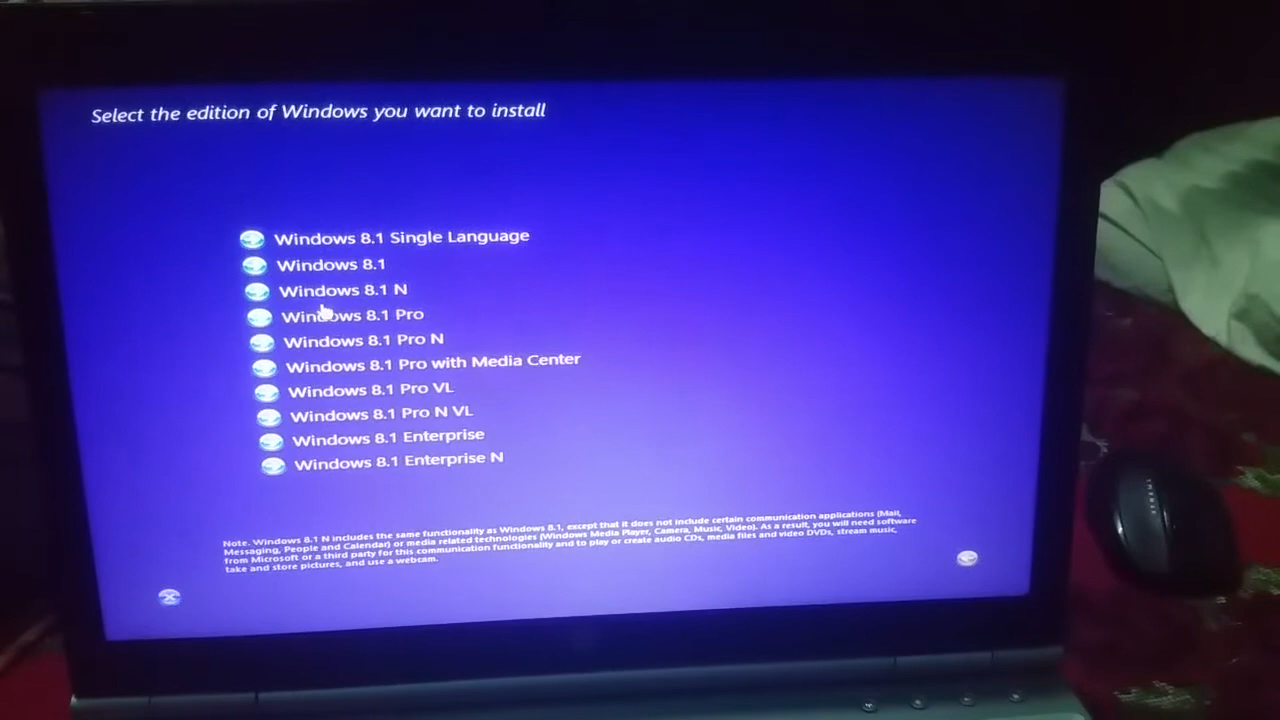 Select the edition of Windows you want to install
Windows 8.1 Single Language
Windows 8.1
Windows 8.1 N
Windows 8.1 Pro
Windows 8.1 Pro N
Windows 8.1 Pro with Media Center
Windows 8.1 Pro VL
Windows 8.1 Pro N VL
Windows 8.1 Enterprise
Windows 8.1 Enterprise N
Note. Windows 8.1 N includes the same functionality as Windows 8.1, except that it does not include certain communication applications (Mail,
Messaging, People and Calendar) or media related technologies (Windows Media Player, Camera, Music, Video). As a result, you will need software
from Microsoft or a third party for this communication functionality and to play or create audio CDs, media files and video DVDs, stream music,
take and store pictures, and use a webcam.